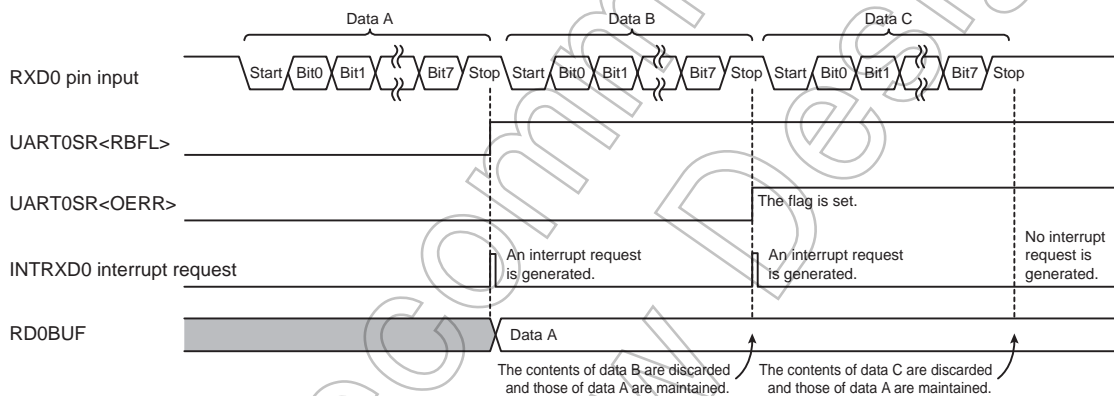 Data A Data B Data C
RXD0 pin input Start Bit0 Bit1 Bit7 Stop Start Bit0 Bit1 Bit7 Stop Start Bit0 Bit1 Bit7 Stop
UART0SR<RBFL>
UART0SR<OERR>
The flag is set.
INTRXD0 interrupt request
An interrupt request
is generated.
An interrupt request
is generated.
No interrupt
request is
generated.
RD0BUF
Data A
The contents of data B are discarded
and those of data A are maintained.
The contents of data C are discarded
and those of data A are maintained.